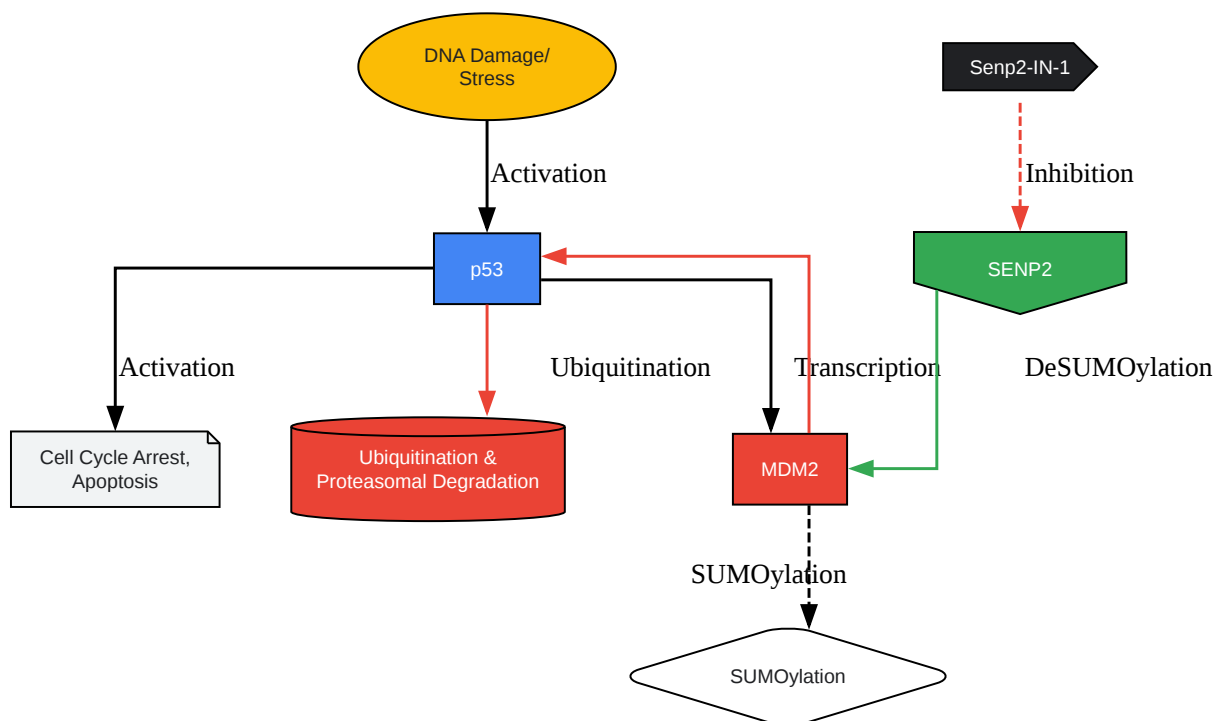 DNA Damage/
Stress
Senp2-IN-1
Activation
Inhibition
p53
SENP2
Activation
Ubiquitination
Transcription
DeSUMOylation
Cell Cycle Arrest,
Apoptosis
Ubiquitination &
Proteasomal Degradation
MDM2
SUMOylation
SUMOylation